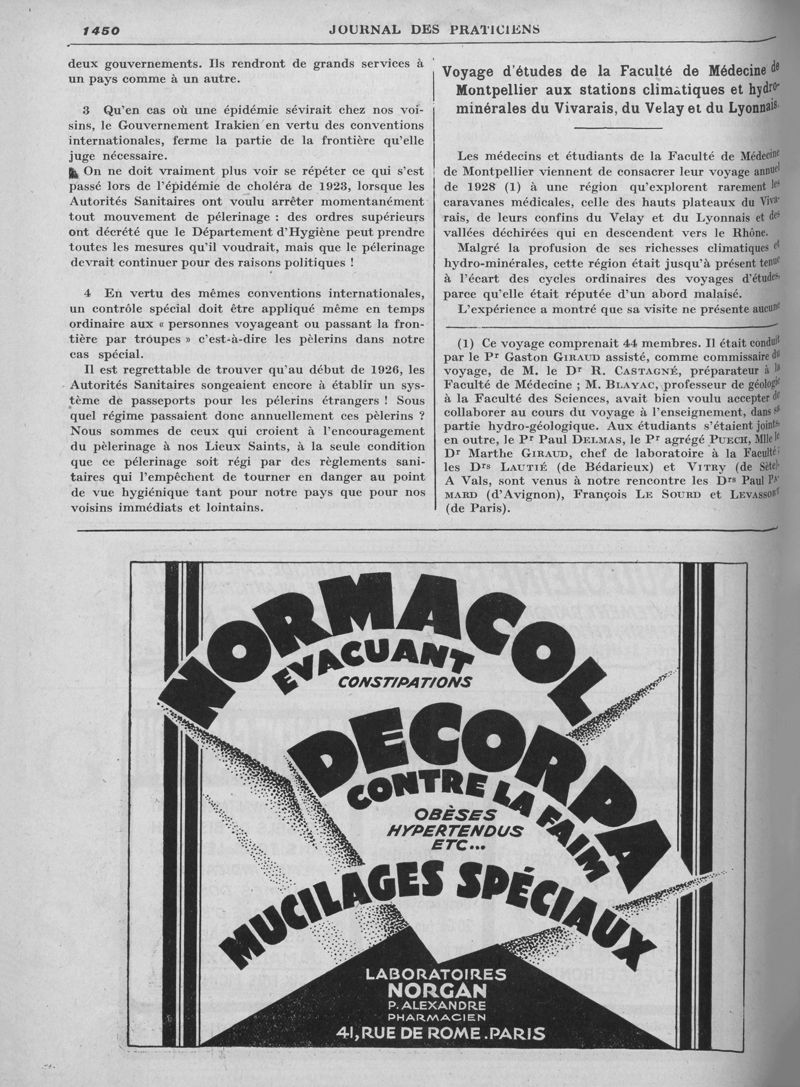 1450
JOURNAL DES PRATICIENS
deux gouvernements. Ils rendront de grands services à
un pays comme à un autre.
3 Qu'en cas où une épidémie sévirait chez nos voi-
sins, le Gouvernement Irakien en vertu des conventions
internationales, ferme la partie de la frontière qu'elle
juge nécessaire.
On ne doit vraiment plus voir se répéter ce qui s'est
passé lors de l'épidémie de choléra de 1923, lorsque les
Autorités Sanitaires ont voulu arrêter momentanément
tout mouvement de pélerinage : des ordres supérieurs
ont décrété que le Département d'Hygiène peut prendre
toutes les mesures qu'il voudrait, mais que le pélerinage
devrait continuer pour des raisons politiques !
4 En vertu des mêmes conventions internationales,
un contrôle spécial doit être appliqué même en temps
ordinaire aux « personnes voyageant ou passant la fron-
tière par troupes » c'est-à-dire les pèlerins dans notre
cas spécial.
Il est regrettable de trouver qu'au début de 1926, les
Autorités Sanitaires songeaient encore à établir un sys-
tème de passeports pour les pélerins étrangers ! Sous
quel régime passaient donc annuellement ces pèlerins ?
Nous sommes de ceux qui croient à l'encouragement
du pèlerinage à nos Lieux Saints, à la seule condition
que ce pélerinage soit régi par des règlements sani-
taires qui l'empêchent de tourner en danger au point
de vue hygiénique tant pour notre pays que pour nos
voisins immédiats et lointains.
Voyage d'études de la Faculté de Médecine de
Montpellier aux stations climatiques et hydro-
minérales du Vivarais, du Velay et du Lyonnais.
Les médecins et étudiants de la Faculté de Médecine
de Montpellier viennent de consacrer leur voyage annuel
de 1928 (1) à une région qu'explorent rarement les
caravanes médicales, celle des hauts plateaux du Viva-
rais, de leurs confins du Velay et du Lyonnais et des
vallées déchirées qui en descendent vers le Rhône.
Malgré la profusion de ses richesses climatiques et
hydro-minérales, cette région était jusqu'à présent tenue
à l'écart des cycles ordinaires des voyages d'études,
parce qu'elle était réputée d'un abord malaisé.
L'expérience a montré que sa visite ne présente aucune
(1) Ce voyage comprenait 44 membres. Il était conduit
par le Pr Gaston GIRAUD assisté, comme commissaire du
voyage, de M. le Dr R. CASTAGNÉ, préparateur à la
Faculté de Médecine ; M. BLAYAC, professeur de géologie
à la Faculté des Sciences, avait bien voulu accepter de
collaborer au cours du voyage à l'enseignement, dans sa
partie hydro-géologique. Aux étudiants s'étaient joints,
en outre, le Pr Paul DELMAS, le Pr agrégé PUECH, Mlle le
Dr Marthe GIRAUD, chef de laboratoire à la Faculté ;
les Drs LAUTIÉ (de Bédarieux) et VITRY (de Sète).
A Vals, sont venus à notre rencontre les Drs Paul PA-
MARD (d'Avignon), François LE SOURD et LEVASSORT
(de Paris).
NORMACOL
EVACUANT
CONSTIPATIONS
DECORPA
CONTRE LA FAIM
OBÈSES
HYPERTENDUS
ETC...
MUCILAGES SPÉCIAUX
LABORATOIRES
NORGAN
P. ALEXANDRE
PHARMACIEN
41, RUE DE ROME. PARIS